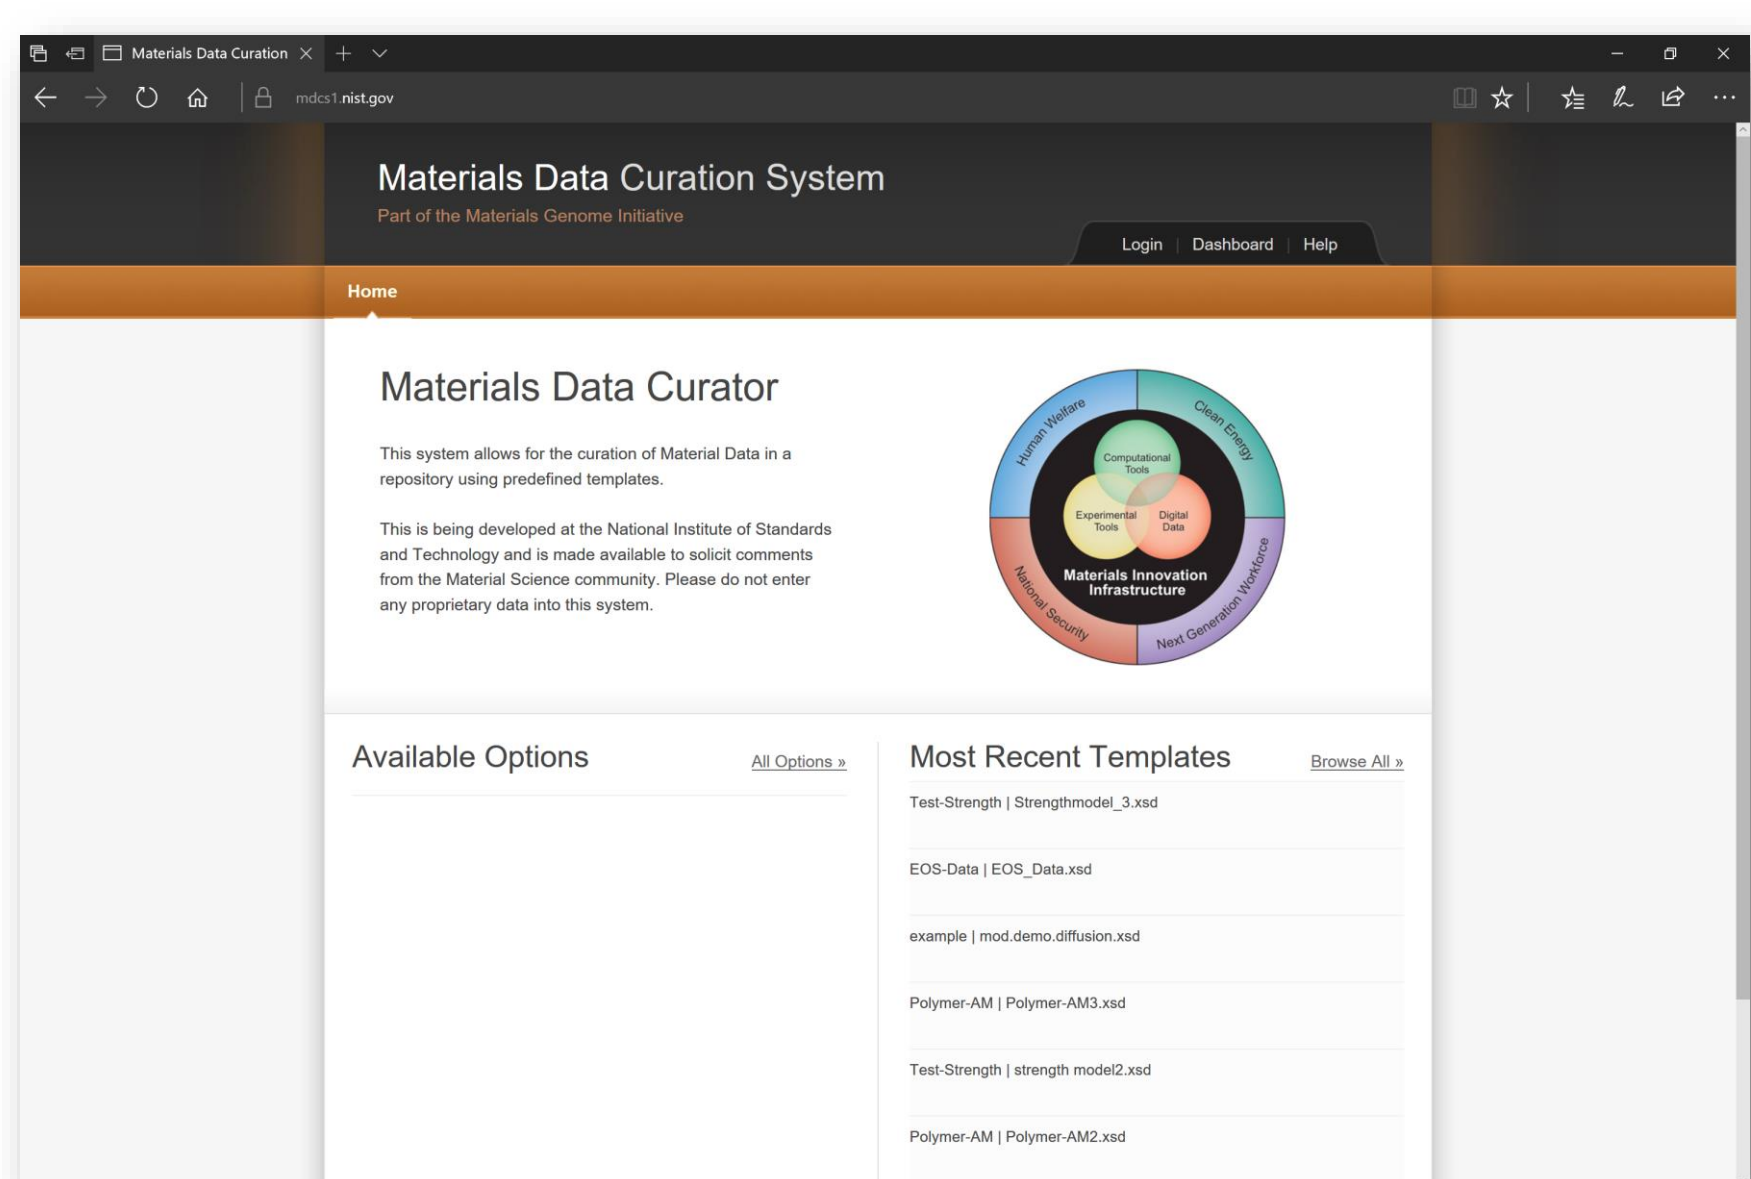 Materials Data Curation
mdcs1.nist.gov
Materials Data Curation System
Part of the Materials Genome Initiative
Login | Dashboard | Help
Home
Materials Data Curator
This system allows for the curation of Material Data in a
repository using predefined templates.
This is being developed at the National Institute of Standards
and Technology and is made available to solicit comments
from the Material Science community. Please do not enter
any proprietary data into this system.
Human Welfare
Clean Energy
Computational
Tools
Experimental
Tools
Digital
Data
Materials Innovation
Infrastructure
National Security
Next Generation Workforce
Available Options
All Options »
Most Recent Templates
Browse All »
Test-Strength | Strengthmodel_3.xsd
EOS-Data | EOS_Data.xsd
example | mod.demo.diffusion.xsd
Polymer-AM | Polymer-AM3.xsd
Test-Strength | strength model2.xsd
Polymer-AM | Polymer-AM2.xsd